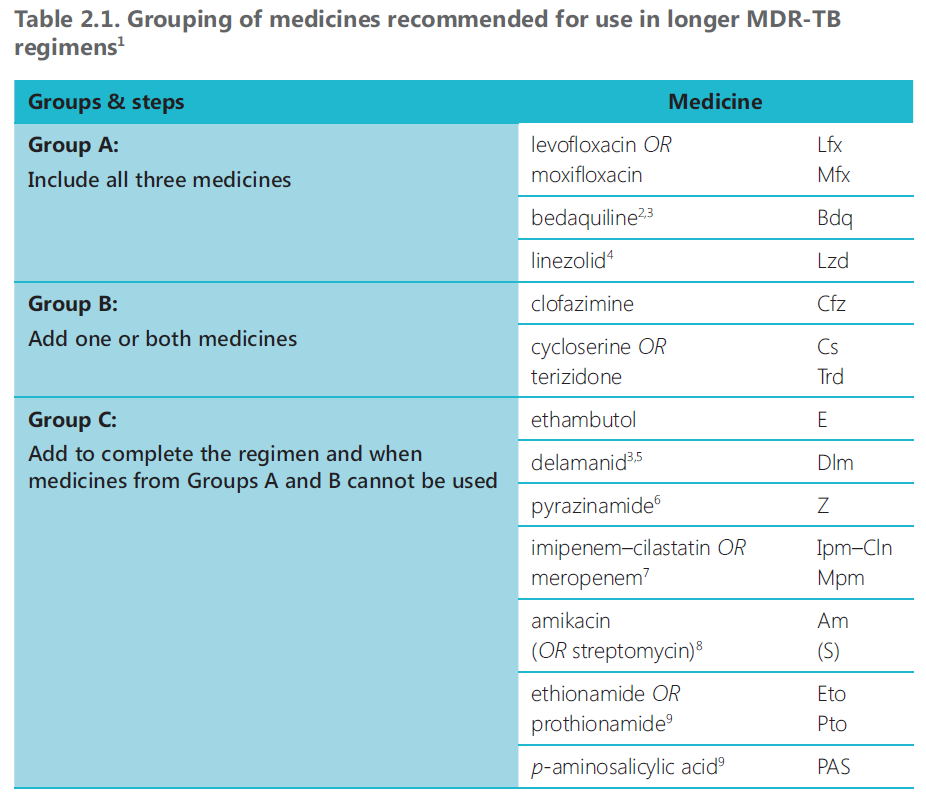 Table 2.1. Grouping of medicines recommended for use in longer MDR-TB
regimens¹
Groups & steps Medicine
Group A:
Include all three medicines
levofloxacin OR Lfx
moxifloxacin Mfx
bedaquiline²,³ Bdq
linezolid⁴ Lzd
Group B:
Add one or both medicines
clofazimine Cfz
cycloserine OR Cs
terizidone Trd
Group C:
Add to complete the regimen and when
medicines from Groups A and B cannot be used
ethambutol E
delamanid³,⁵ Dlm
pyrazinamide⁶ Z
imipenem–cilastatin OR Ipm–Cln
meropenem⁷ Mpm
amikacin Am
(OR streptomycin)⁸ (S)
ethionamide OR Eto
prothionamide⁹ Pto
p-aminosalicylic acid⁹ PAS